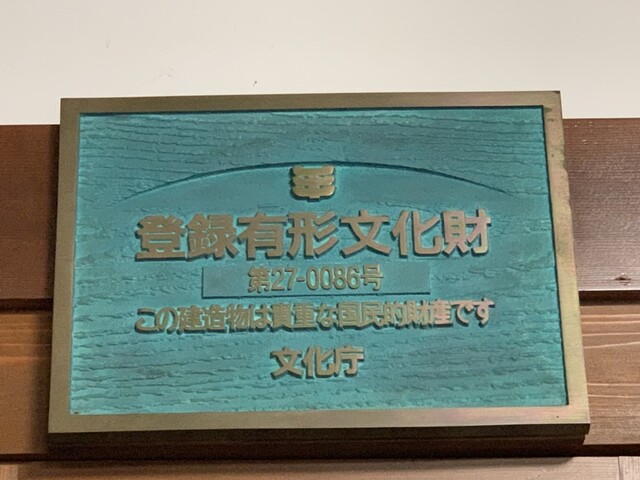 登録有形文化財
第27-0086号
この建造物は貴重な国民的財産です
文化庁